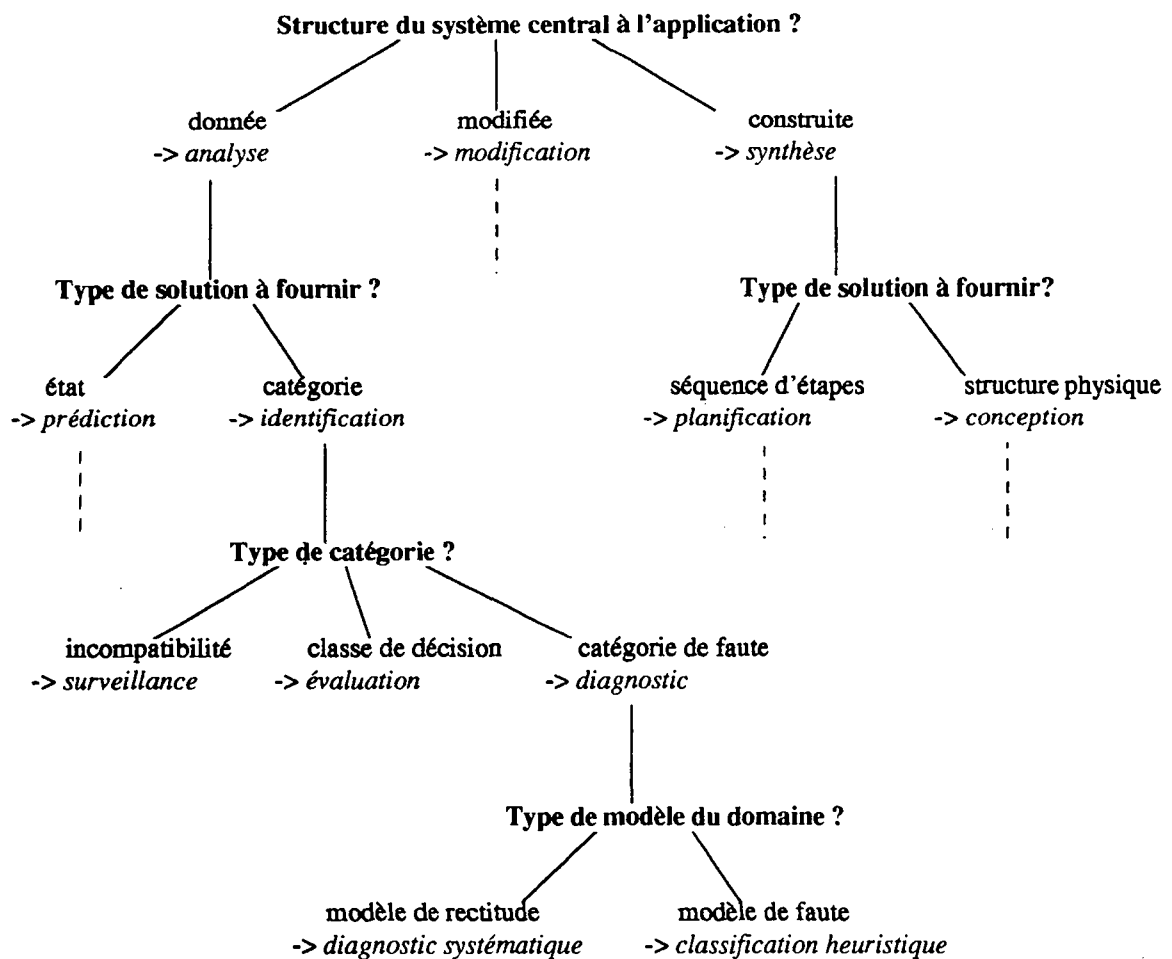 Structure du système central à l'application ?
donnée modifiée construite
-> analyse -> modification -> synthèse
Type de solution à fournir ? Type de solution à fournir?
état catégorie séquence d'étapes structure physique
-> prédiction -> identification -> planification -> conception
Type de catégorie ?
incompatibilité classe de décision catégorie de faute
-> surveillance -> évaluation -> diagnostic
Type de modèle du domaine ?
modèle de rectitude modèle de faute
-> diagnostic systématique -> classification heuristique